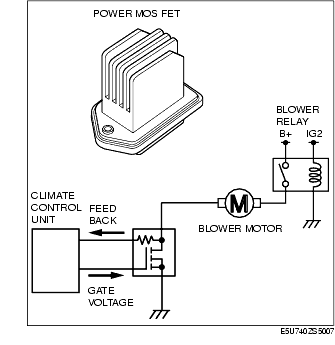 POWER MOS FET
BLOWER
RELAY
B+ IG2
CLIMATE
CONTROL
UNIT
FEED
BACK
M
BLOWER MOTOR
GATE
VOLTAGE
E5U740ZS5007